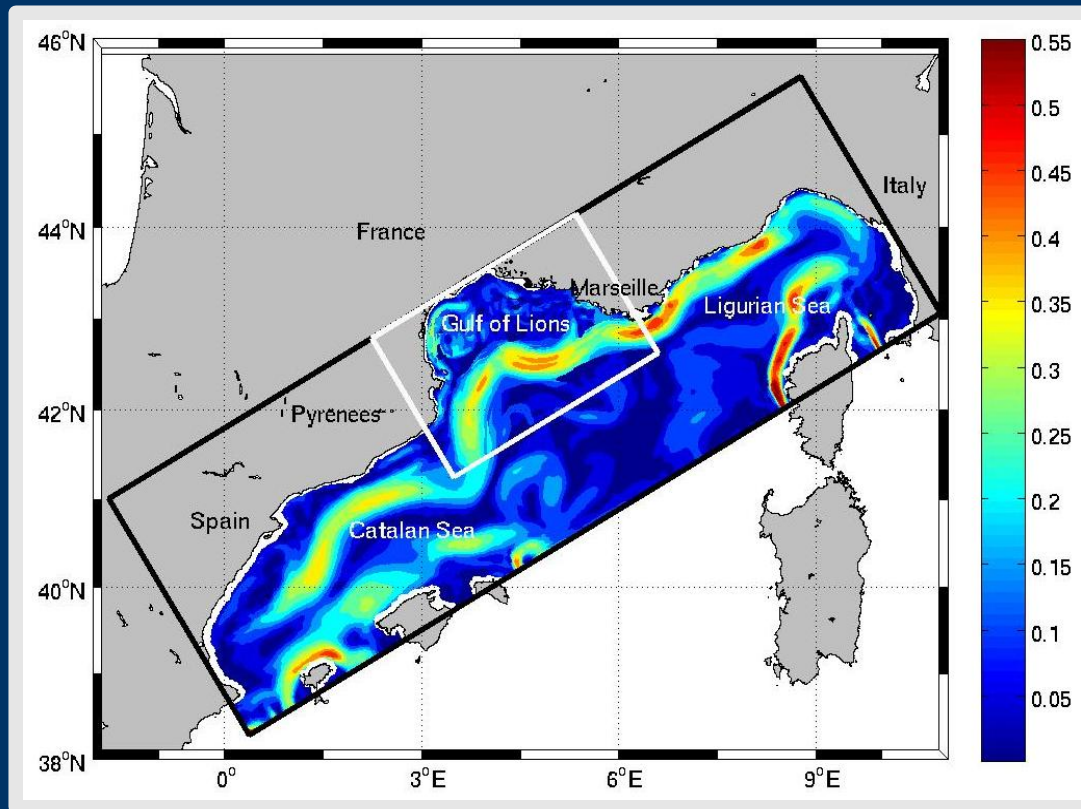 46°N
44°N
42°N
40°N
38°N
0°
3°E
6°E
9°E
France
Italy
Marseille
Ligurian Sea
Gulf of Lions
Pyrenees
Spain
Catalan Sea
0.55
0.5
0.45
0.4
0.35
0.3
0.25
0.2
0.15
0.1
0.05